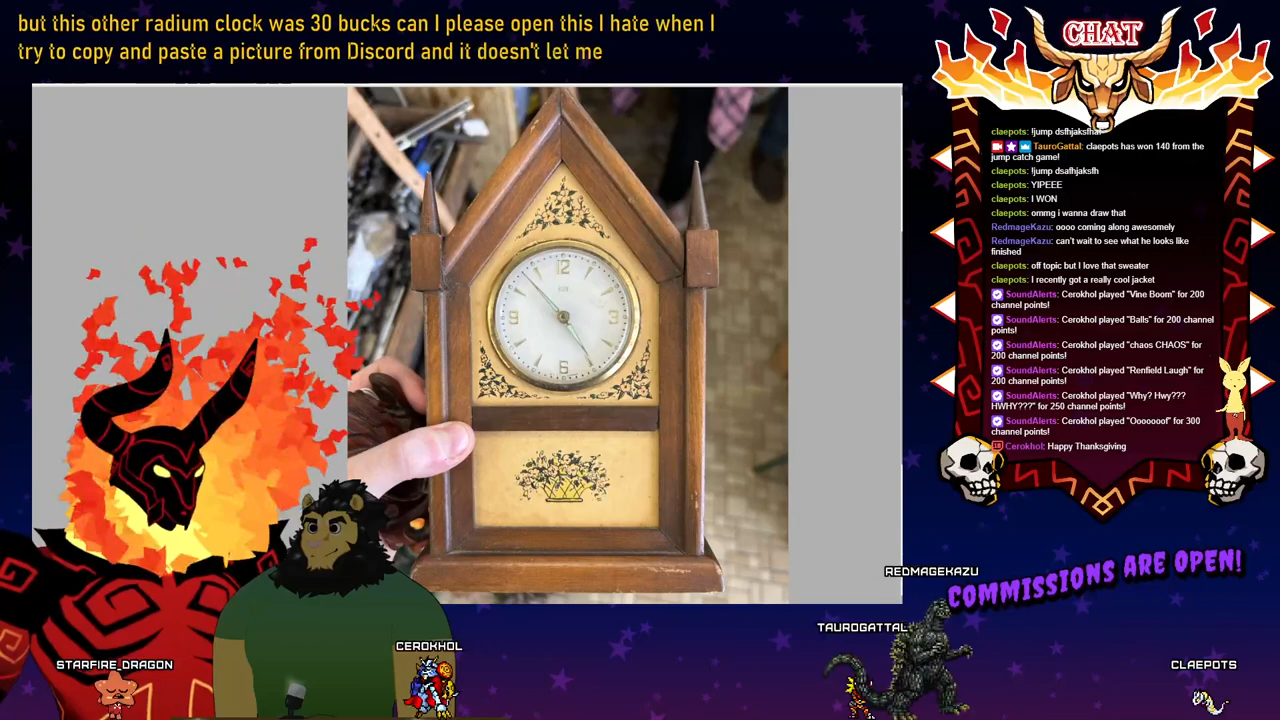 but this other radium clock was 30 bucks can I please open this I hate when I
try to copy and paste a picture from Discord and it doesn't let me
CHAT
claepots: !jump dsfhjaksfhaf
TauroGattal: claepots has won 140 from the
jump catch game!
claepots: !jump dsafhjaksfh
claepots: YIPEEE
claepots: I WON
claepots: ommg i wanna draw that
RedmageKazu: oooo coming along awesomely
RedmageKazu: can't wait to see what he looks like
finished
claepots: off topic but I love that sweater
claepots: I recently got a really cool jacket
SoundAlerts: Cerokhol played "Vine Boom" for 200
channel points!
SoundAlerts: Cerokhol played "Balls" for 200 channel
points!
SoundAlerts: Cerokhol played "chaos CHAOS" for
200 channel points!
SoundAlerts: Cerokhol played "Renfield Laugh" for
200 channel points!
SoundAlerts: Cerokhol played "Why? Hwy???
HWHY???" for 250 channel points!
SoundAlerts: Cerokhol played "Ooooooof" for 300
channel points!
Cerokhol: Happy Thanksgiving
12
9
3
6
COMMISSIONS ARE OPEN!
REDMAGEKAZU
TAUROGATTAL
CEROKHOL
STARFIRE_DRAGON
CLAEPOTS